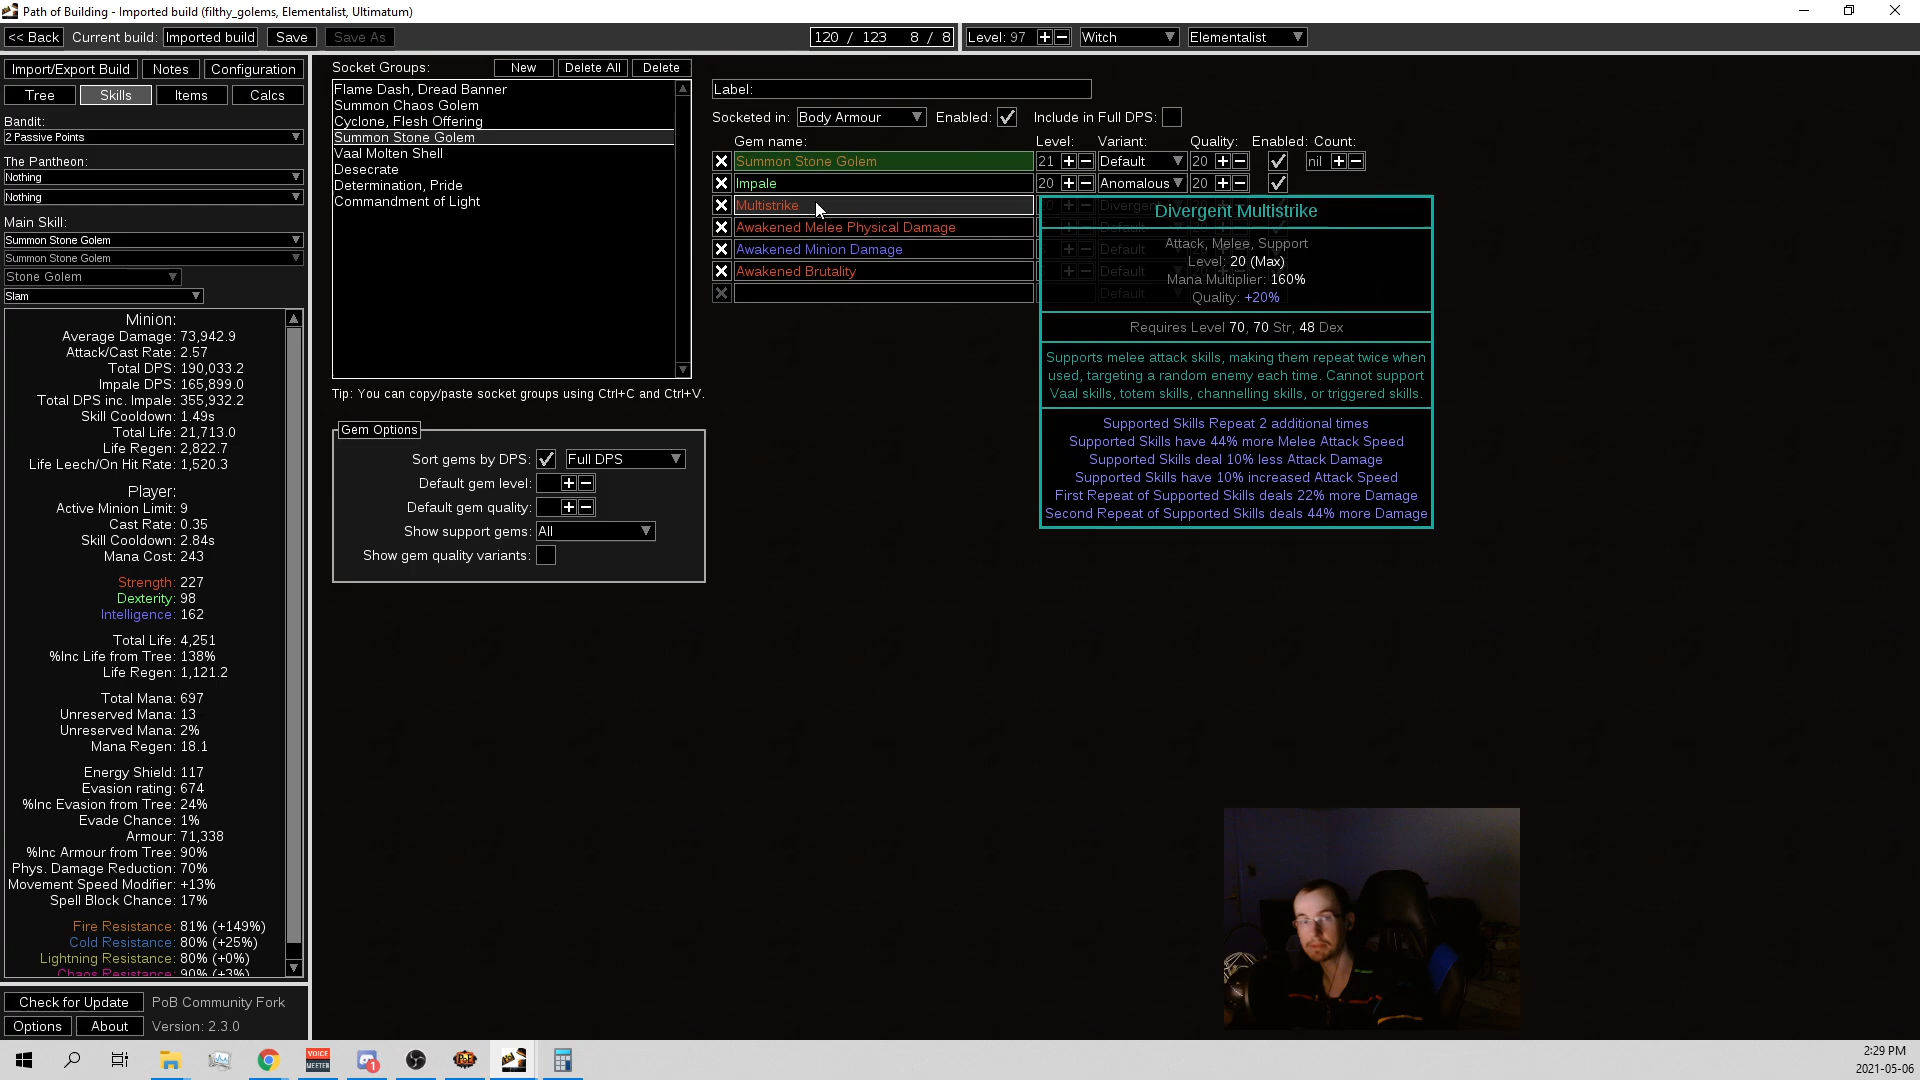 Path of Building - Imported build (filthy_golems, Elementalist, Ultimatum)
<< Back Current build: Imported build Save Save As 120 / 123 8 / 8 Level: 97 Witch Elementalist
Import/Export Build Notes Configuration
Tree Skills Items Calcs
Bandit:
2 Passive Points
The Pantheon:
Nothing
Nothing
Main Skill:
Summon Stone Golem
Summon Stone Golem
Stone Golem
Slam
Minion:
Average Damage: 73,942.9
Attack/Cast Rate: 2.57
Total DPS: 190,033.2
Impale DPS: 165,899.0
Total DPS inc. Impale: 355,932.2
Skill Cooldown: 1.49s
Total Life: 21,713.0
Life Regen: 2,822.7
Life Leech/On Hit Rate: 1,520.3
Player:
Active Minion Limit: 9
Cast Rate: 0.35
Skill Cooldown: 2.84s
Mana Cost: 243
Strength: 227
Dexterity: 98
Intelligence: 162
Total Life: 4,251
%Inc Life from Tree: 138%
Life Regen: 1,121.2
Total Mana: 697
Unreserved Mana: 13
Unreserved Mana: 2%
Mana Regen: 18.1
Energy Shield: 117
Evasion rating: 674
%Inc Evasion from Tree: 24%
Evade Chance: 1%
Armour: 71,338
%Inc Armour from Tree: 90%
Phys. Damage Reduction: 70%
Movement Speed Modifier: +13%
Spell Block Chance: 17%
Fire Resistance: 81% (+149%)
Cold Resistance: 80% (+25%)
Lightning Resistance: 80% (+0%)
Chaos Resistance: 90% (+3%)
Check for Update PoB Community Fork
Options About Version: 2.3.0
Socket Groups: New Delete All Delete
Flame Dash, Dread Banner
Summon Chaos Golem
Cyclone, Flesh Offering
Summon Stone Golem
Vaal Molten Shell
Desecrate
Determination, Pride
Commandment of Light
Tip: You can copy/paste socket groups using Ctrl+C and Ctrl+V.
Gem Options
Sort gems by DPS: Full DPS
Default gem level:
Default gem quality:
Show support gems: All
Show gem quality variants:
Label:
Socketed in: Body Armour Enabled: Include in Full DPS:
Gem name: Level: Variant: Quality: Enabled: Count:
Summon Stone Golem 21 Default 20 nil
Impale 20 Anomalous 20
Multistrike
Awakened Melee Physical Damage
Awakened Minion Damage
Awakened Brutality
Divergent Multistrike
Attack, Melee, Support
Level: 20 (Max)
Mana Multiplier: 160%
Quality: +20%
Requires Level 70, 70 Str, 48 Dex
Supports melee attack skills, making them repeat twice when
used, targeting a random enemy each time. Cannot support
Vaal skills, totem skills, channelling skills, or triggered skills.
Supported Skills Repeat 2 additional times
Supported Skills have 44% more Melee Attack Speed
Supported Skills deal 10% less Attack Damage
Supported Skills have 10% increased Attack Speed
First Repeat of Supported Skills deals 22% more Damage
Second Repeat of Supported Skills deals 44% more Damage
VOICE
MEETER
1
2:29 PM
2021-05-06